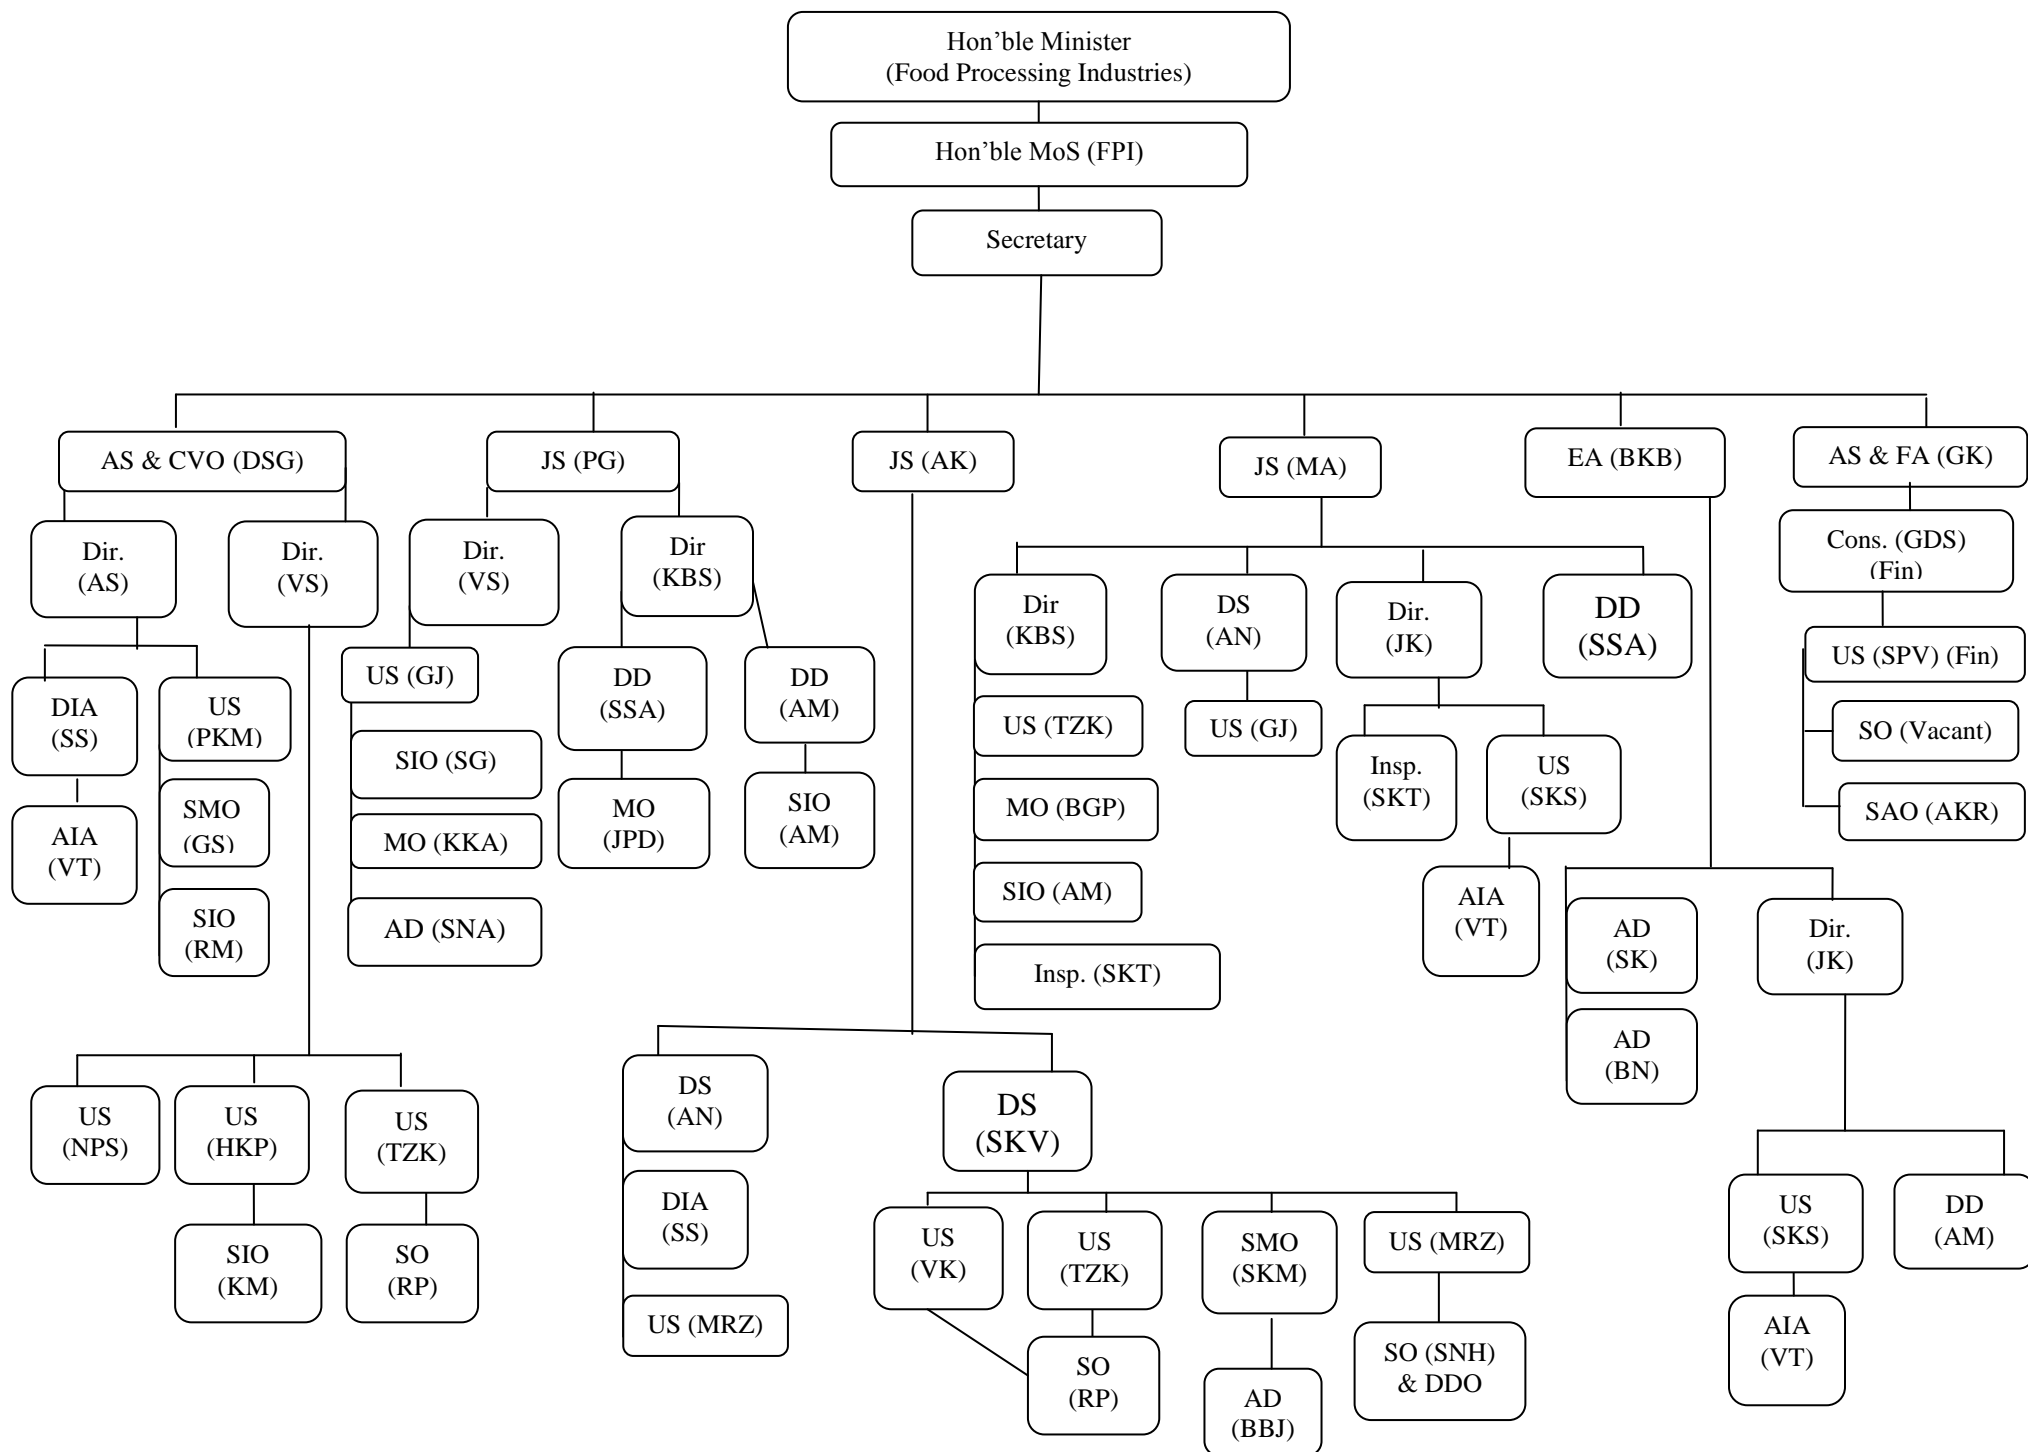 Hon’ble Minister
(Food Processing Industries)
Hon’ble MoS (FPI)
Secretary
AS & CVO (DSG)
JS (PG)
JS (AK)
JS (MA)
EA (BKB)
AS & FA (GK)
Dir.
(AS)
Dir.
(VS)
Dir.
(VS)
Dir
(KBS)
Dir
(KBS)
DS
(AN)
Dir.
(JK)
DD
(SSA)
Cons. (GDS)
(Fin)
DIA
(SS)
US
(PKM)
US (GJ)
DD
(SSA)
DD
(AM)
US (TZK)
US (GJ)
Insp.
(SKT)
US
(SKS)
US (SPV) (Fin)
SO (Vacant)
SAO (AKR)
AIA
(VT)
SMO
(GS)
SIO
(RM)
SIO (SG)
MO (KKA)
AD (SNA)
MO
(JPD)
SIO
(AM)
MO (BGP)
SIO (AM)
Insp. (SKT)
AIA
(VT)
AD
(SK)
AD
(BN)
Dir.
(JK)
US
(NPS)
US
(HKP)
US
(TZK)
SIO
(KM)
SO
(RP)
DS
(AN)
DIA
(SS)
US (MRZ)
DS
(SKV)
US
(VK)
US
(TZK)
SMO
(SKM)
US (MRZ)
SO
(RP)
AD
(BBJ)
SO (SNH)
& DDO
US
(SKS)
DD
(AM)
AIA
(VT)